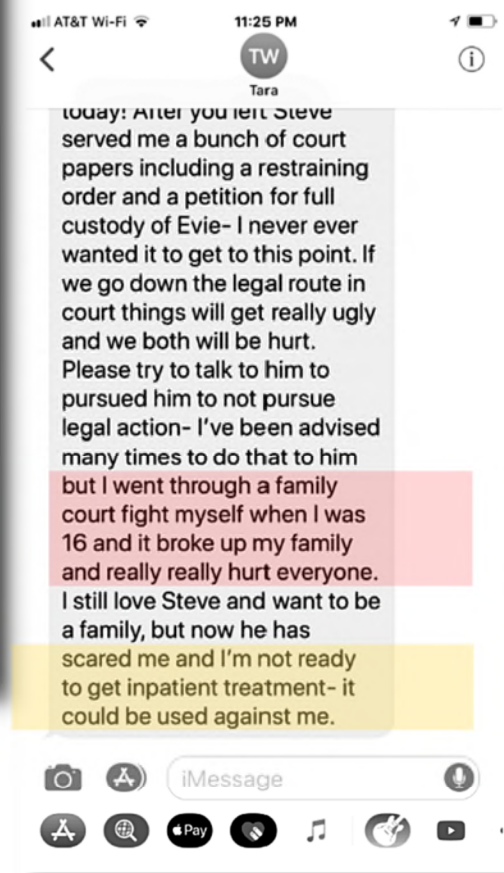 AT&T Wi-Fi 11:25 PM
TW
Tara
today! After you left Steve
served me a bunch of court
papers including a restraining
order and a petition for full
custody of Evie- I never ever
wanted it to get to this point. If
we go down the legal route in
court things will get really ugly
and we both will be hurt.
Please try to talk to him to
pursued him to not pursue
legal action- I've been advised
many times to do that to him
but I went through a family
court fight myself when I was
16 and it broke up my family
and really really hurt everyone.
I still love Steve and want to be
a family, but now he has
scared me and I'm not ready
to get inpatient treatment- it
could be used against me.
iMessage
Pay